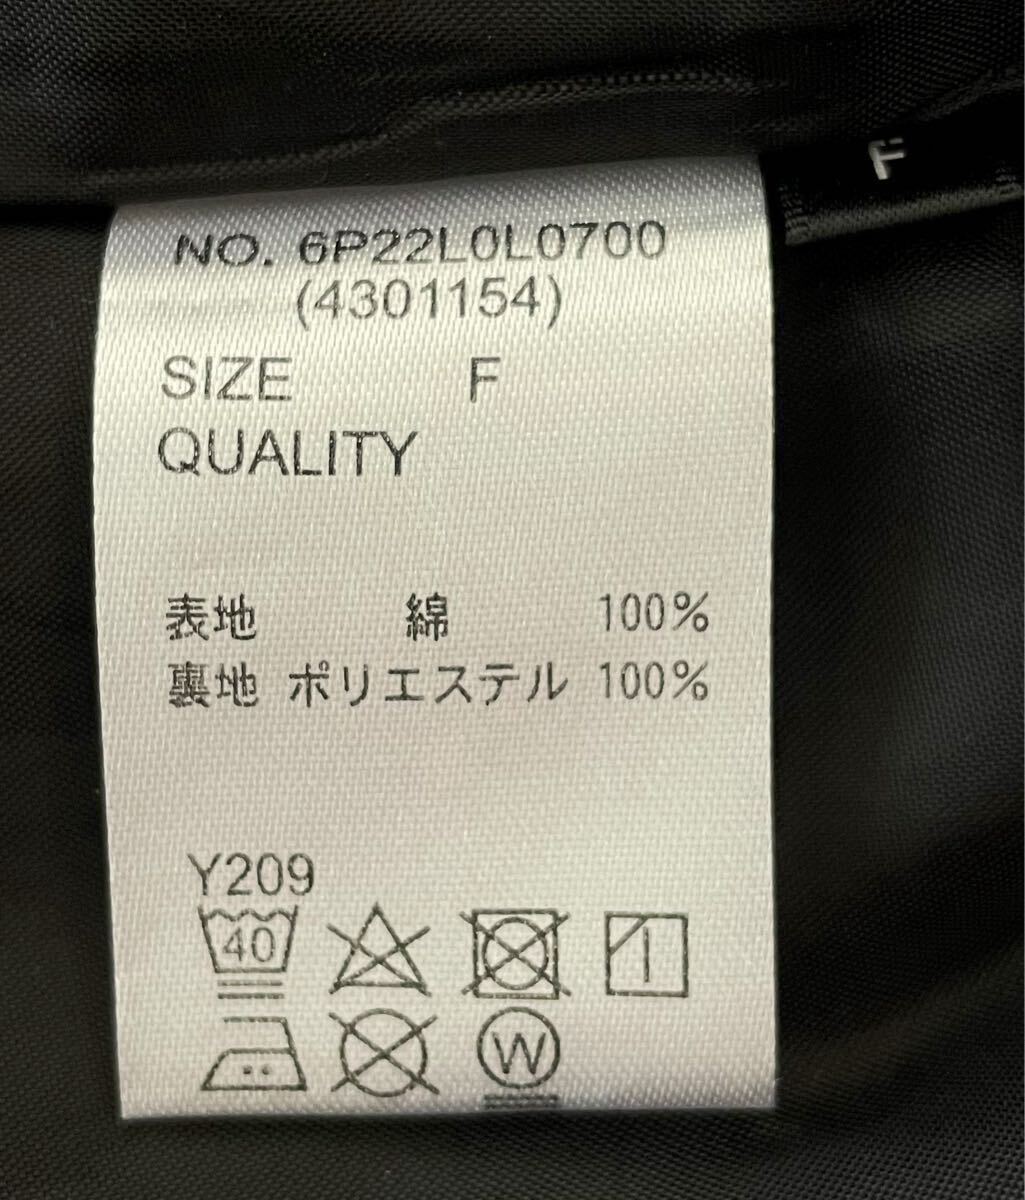 F
NO. 6P22L0L0700
(4301154)
SIZE F
QUALITY
表地 綿 100%
裏地 ポリエステル 100%
Y209
40
W